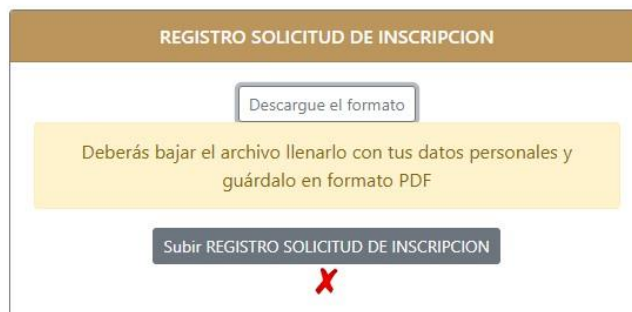 REGISTRO SOLICITUD DE INSCRIPCION
Descargue el formato
Deberás bajar el archivo llenarlo con tus datos personales y
guárdalo en formato PDF
Subir REGISTRO SOLICITUD DE INSCRIPCION
✗